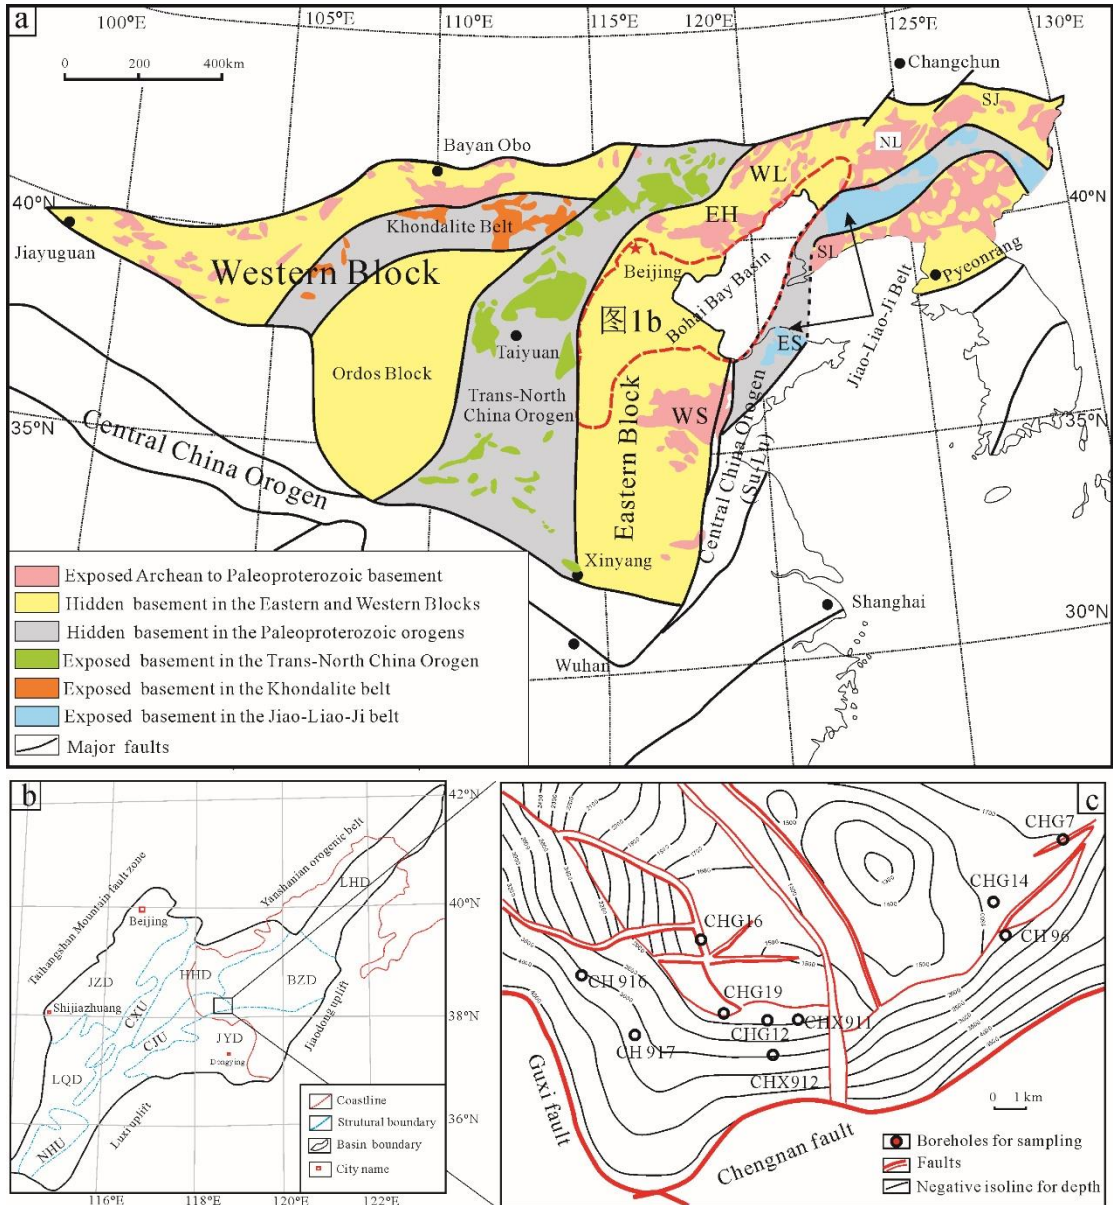 a
100°E
105°E
110°E
115°E
120°E
125°E
130°E
0 200 400km
Changchun
SJ
Bayan Obo
NL
WL
40°N
40°N
EH
Khondalite Belt
SL
Jiayuguan
Western Block
Beijing
Pyeonrang
图1b
Bohai Bay Basin
Jiao-Liao-Ji Belt
Taiyuan
ES
Ordos Block
Trans-North
China Orogen
WS
35°N
35°N
Central China Orogen
Eastern Block
Central China Orogen
(Su-Lu)
Xinyang
Shanghai
30°N
Wuhan
Exposed Archean to Paleoproterozoic basement
Hidden basement in the Eastern and Western Blocks
Hidden basement in the Paleoproterozoic orogens
Exposed basement in the Trans-North China Orogen
Exposed basement in the Khondalite belt
Exposed basement in the Jiao-Liao-Ji belt
Major faults
b
42°N
Taihangshan Mountain fault zone
Yanshanian orogenic belt
LHD
Beijing
40°N
JZD
HHD
BZD
Shijiazhuang
CXU
38°N
CJU
JYD
Jiaodong uplift
Dongying
LQD
NHU
Luxi uplift
36°N
Coastline
Strutural boundary
Basin boundary
City name
116°E
118°E
120°E
122°E
c
CHG7
CHG14
CHG16
CH96
CH 916
CHG19
CHX911
CHG12
CH 917
CHX912
Guxi fault
Chengnan fault
0 1 km
Boreholes for sampling
Faults
Negative isoline for depth
1700
1500
1300
1400
1500
1500